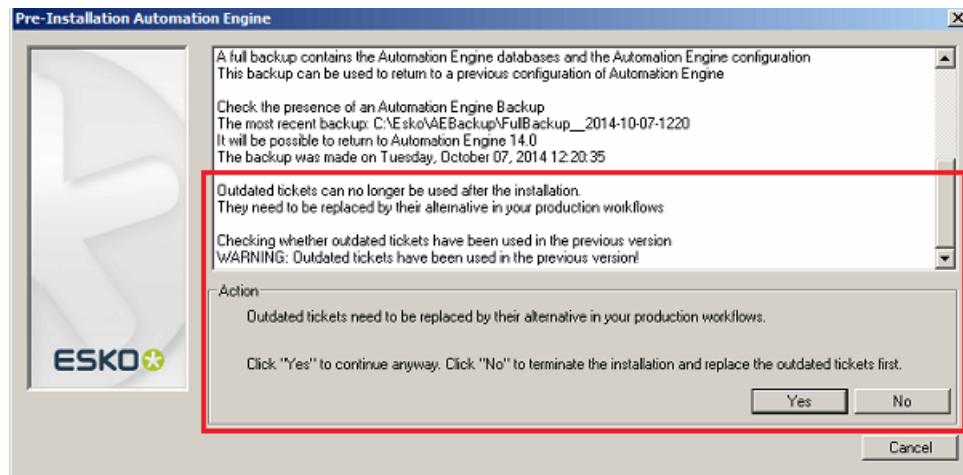 Pre-Installation Automation Engine
A full backup contains the Automation Engine databases and the Automation Engine configuration
This backup can be used to return to a previous configuration of Automation Engine
Check the presence of an Automation Engine Backup
The most recent backup: C:\Esko\AEBackup\FullBackup__2014-10-07-1220
It will be possible to return to Automation Engine 14.0
The backup was made on Tuesday, October 07, 2014 12:20:35
Outdated tickets can no longer be used after the installation.
They need to be replaced by their alternative in your production workflows
Checking whether outdated tickets have been used in the previous version
WARNING: Outdated tickets have been used in the previous version!
Action
Outdated tickets need to be replaced by their alternative in your production workflows.
Click "Yes" to continue anyway. Click "No" to terminate the installation and replace the outdated tickets first.
ESKO
Yes No
Cancel